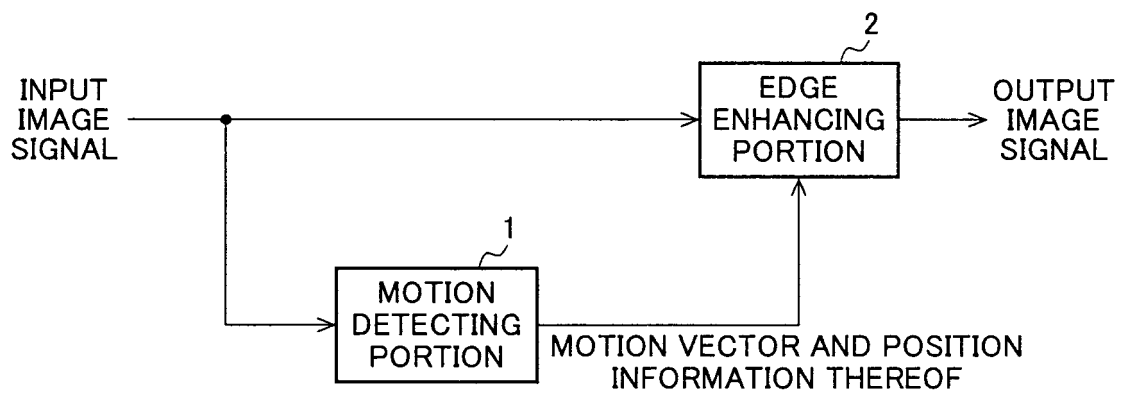 2
INPUT
IMAGE
SIGNAL
EDGE
ENHANCING
PORTION
OUTPUT
IMAGE
SIGNAL
1
MOTION
DETECTING
PORTION
MOTION VECTOR AND POSITION
INFORMATION THEREOF